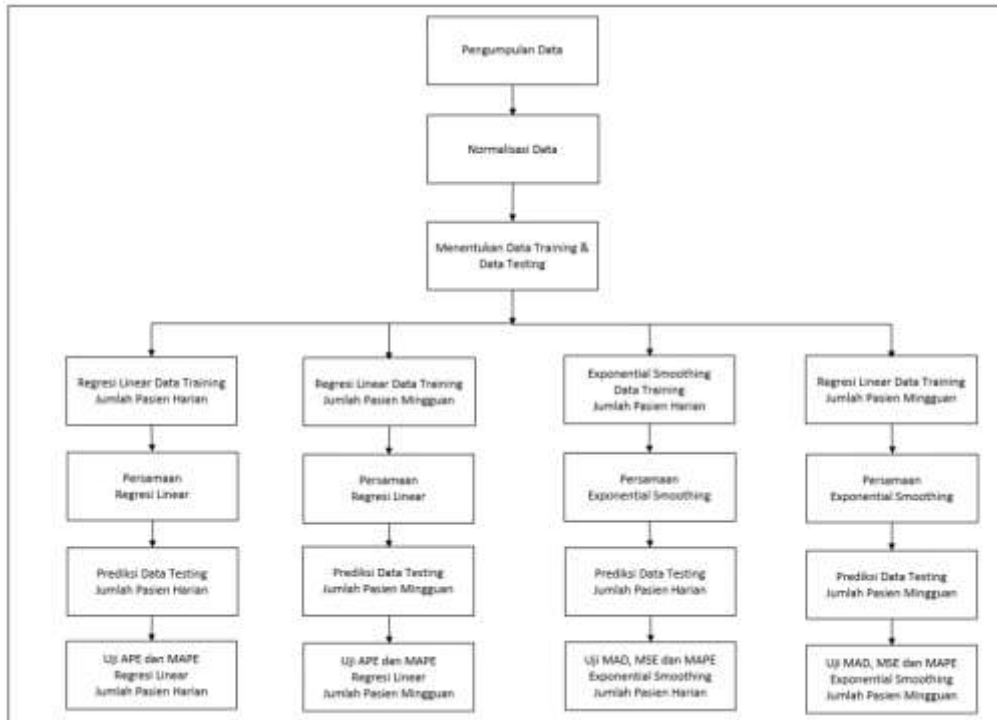 Pengumpulan Data
Normalisasi Data
Menentukan Data Training &
Data Testing
Regresi Linear Data Training
Jumlah Pasien Harian
Regresi Linear Data Training
Jumlah Pasien Mingguan
Exponential Smoothing
Data Training
Jumlah Pasien Harian
Regresi Linear Data Training
Jumlah Pasien Mingguan
Persamaan
Regresi Linear
Persamaan
Regresi Linear
Persamaan
Exponential Smoothing
Persamaan
Exponential Smoothing
Prediksi Data Testing
Jumlah Pasien Harian
Prediksi Data Testing
Jumlah Pasien Mingguan
Prediksi Data Testing
Jumlah Pasien Harian
Prediksi Data Testing
Jumlah Pasien Mingguan
Uji APE dan MAPE
Regresi Linear
Jumlah Pasien Harian
Uji APE dan MAPE
Regresi Linear
Jumlah Pasien Mingguan
Uji MAD, MSE dan MAPE
Exponential Smoothing
Jumlah Pasien Harian
Uji MAD, MSE dan MAPE
Exponential Smoothing
Jumlah Pasien Mingguan